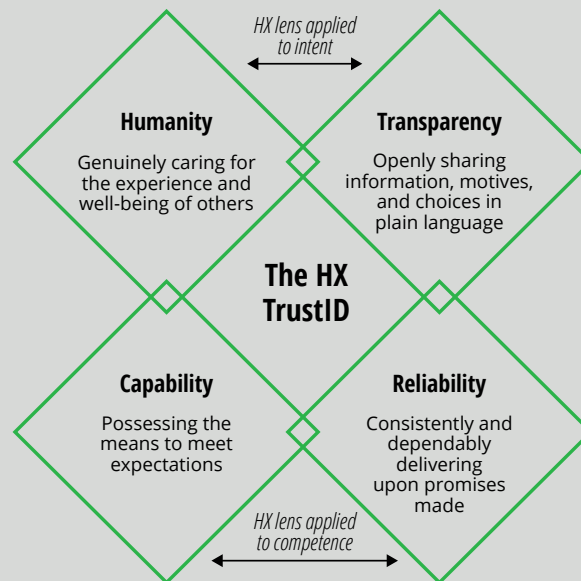 HX lens applied
to intent
Humanity
Genuinely caring for
the experience and
well-being of others
Transparency
Openly sharing
information, motives,
and choices in
plain language
The HX
TrustID
Capability
Possessing the
means to meet
expectations
Reliability
Consistently and
dependably
delivering
upon promises
made
HX lens applied
to competence